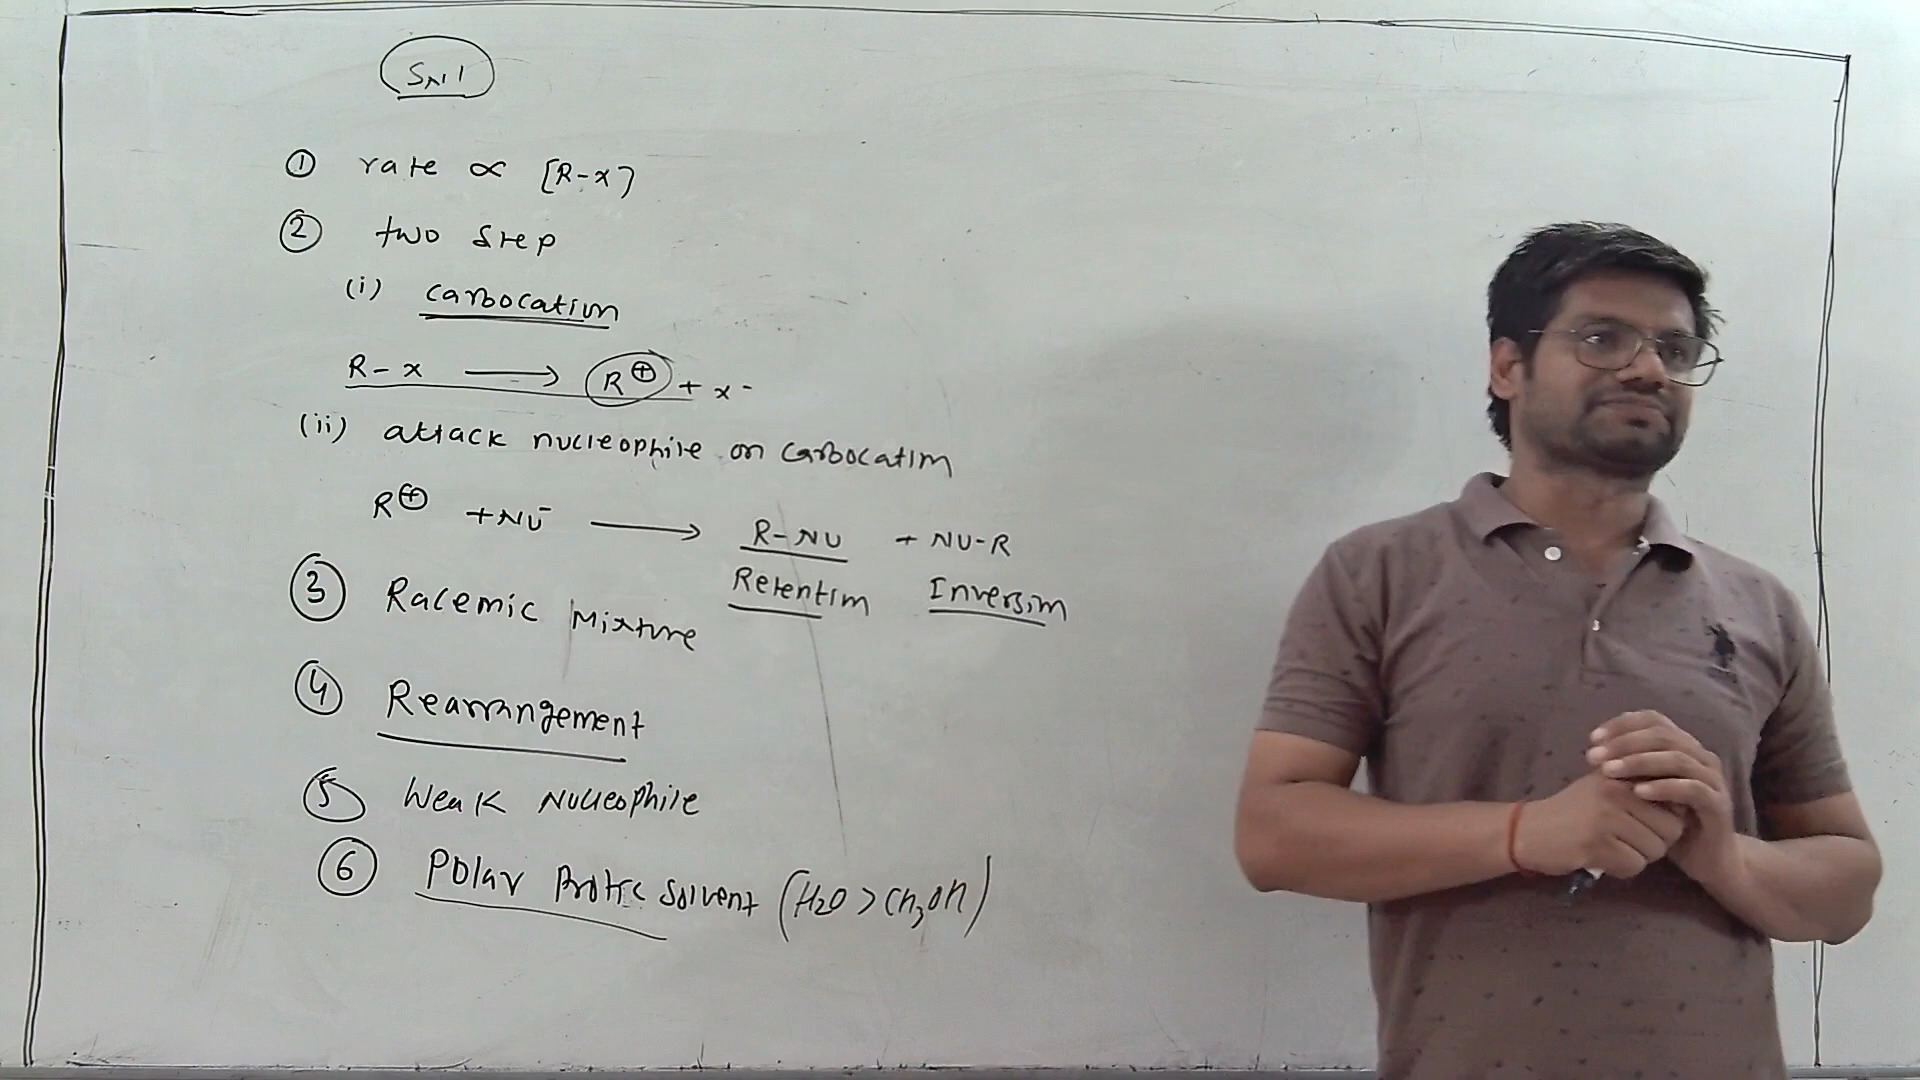 SN1
① rate ∝ [R-x]
② two step
(i) carbocation
R-x ⟶ R⊕ + x-
(ii) attack nucleophile on carbocation
R⊕ + Nu- ⟶ R-NU + NU-R
Retention Inversion
③ Racemic Mixture
④ Rearrangement
⑤ Weak Nucleophile
⑥ Polar Protic Solvent (H2O > CH3OH)